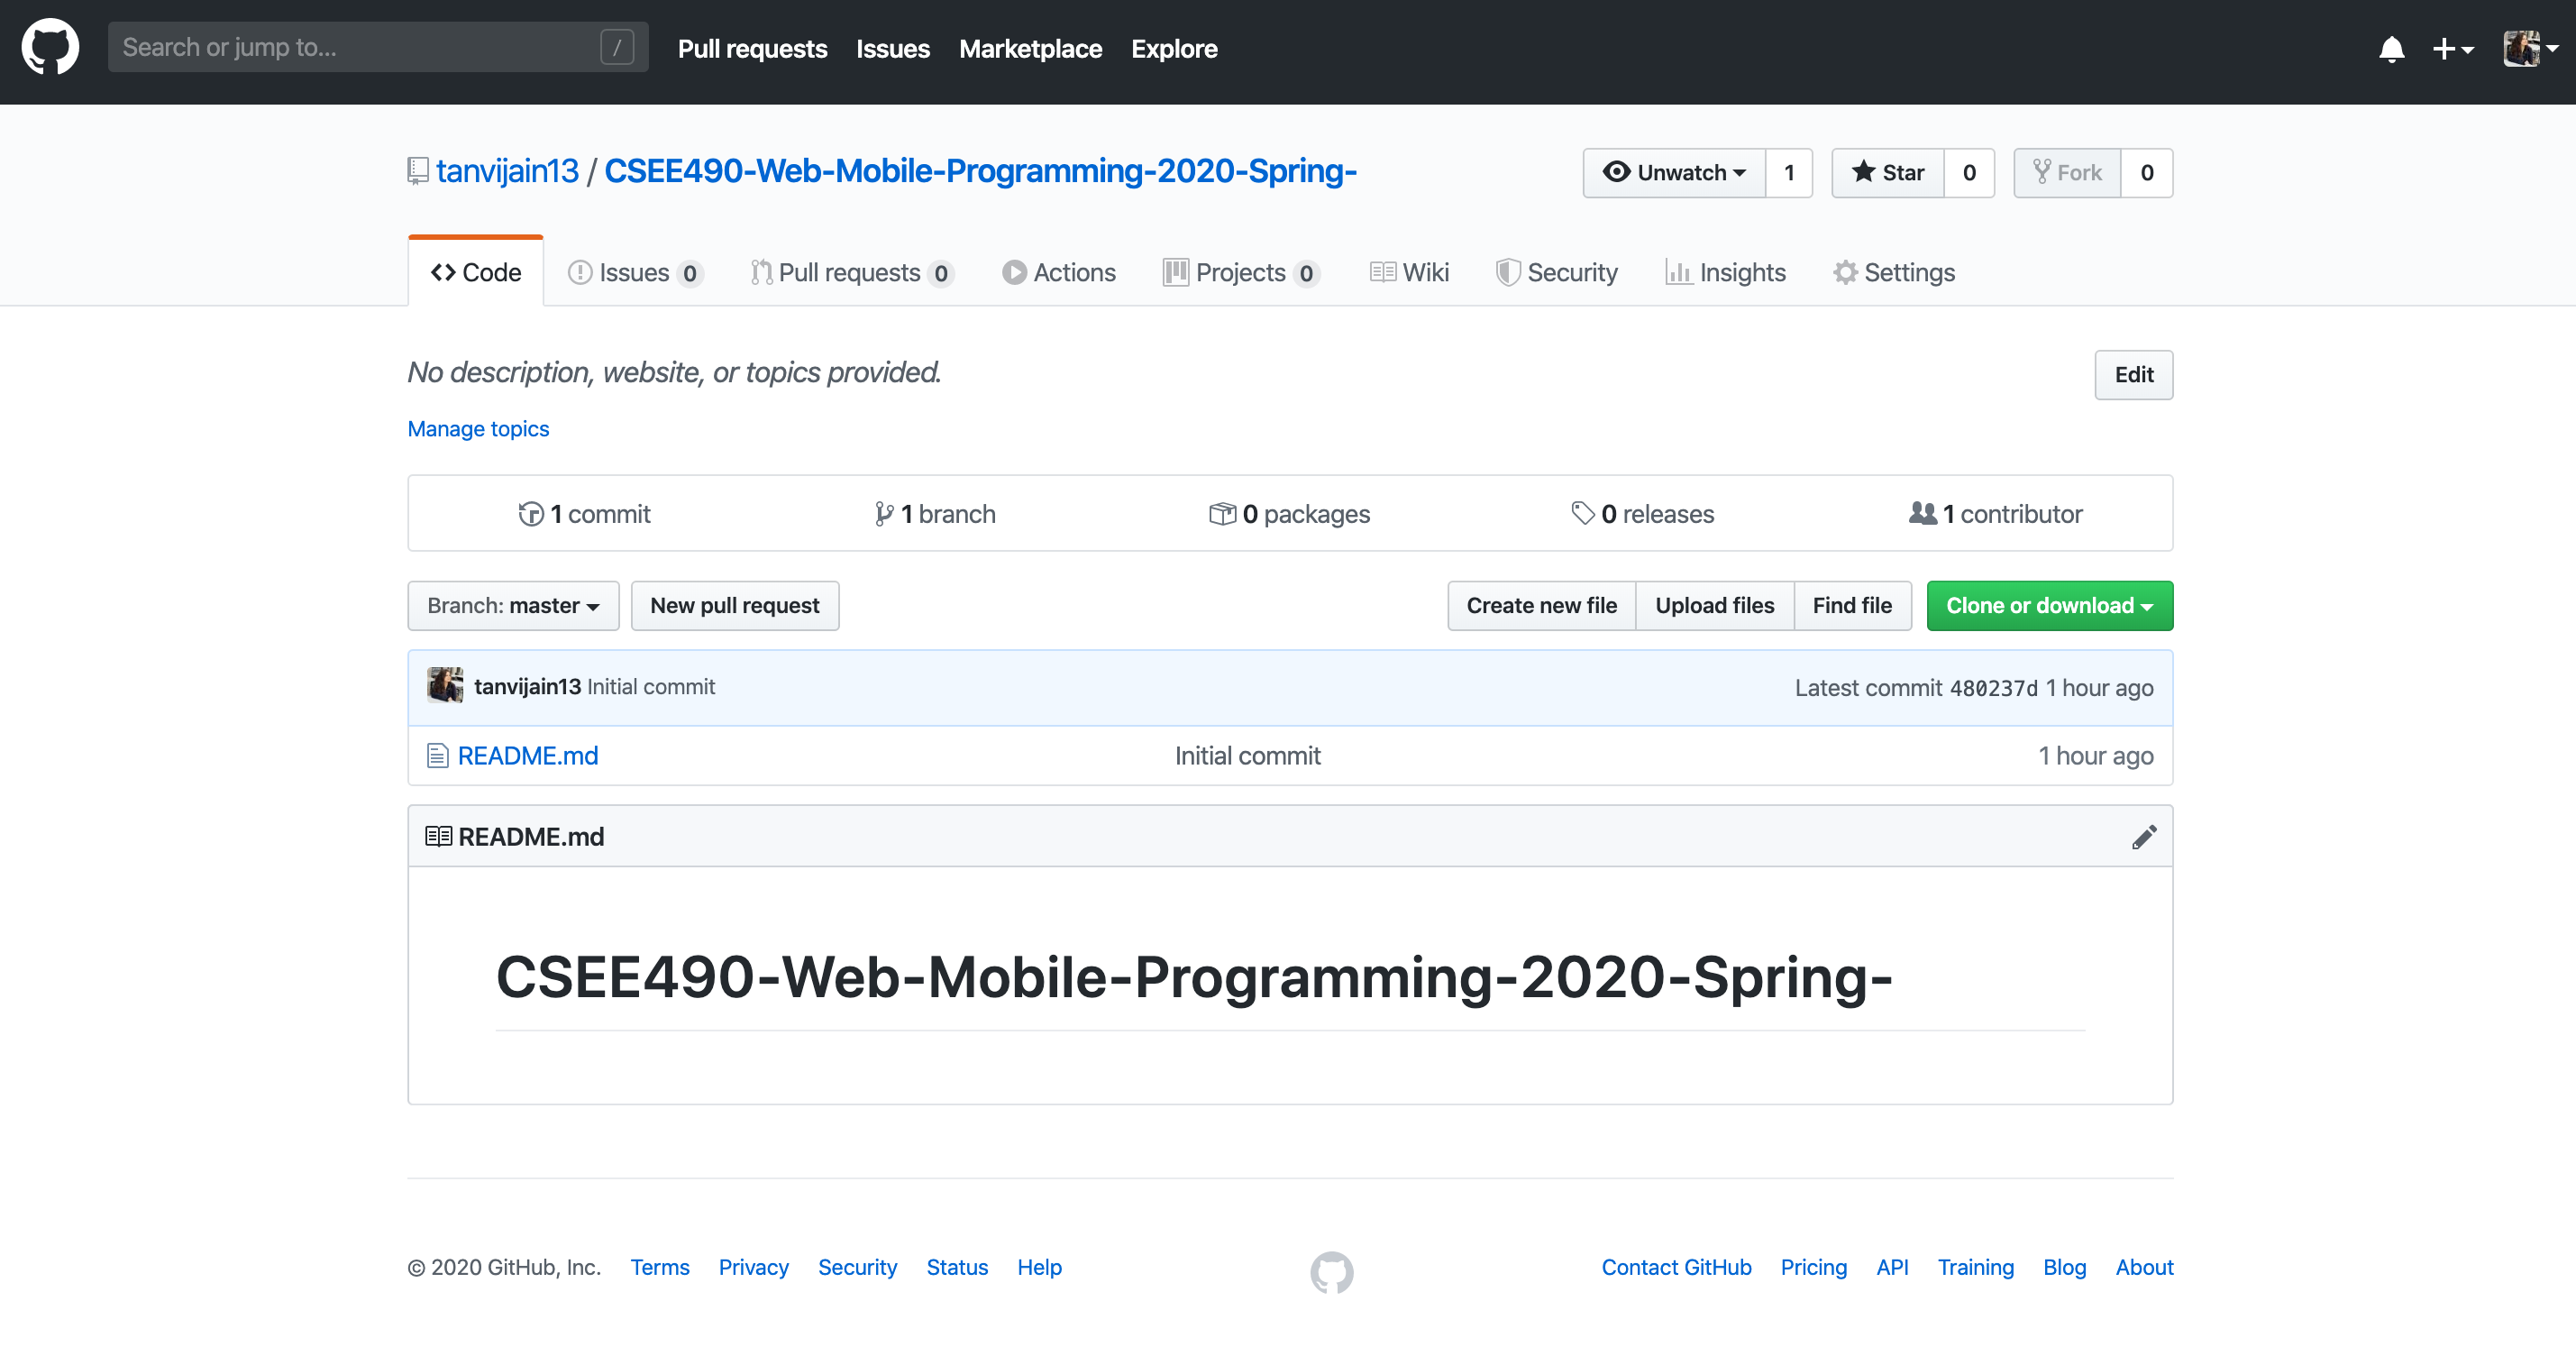 Search or jump to... /
Pull requests Issues Marketplace Explore
tanvijain13 / CSEE490-Web-Mobile-Programming-2020-Spring-
Unwatch 1 Star 0 Fork 0
Code Issues 0 Pull requests 0 Actions Projects 0 Wiki Security Insights Settings
No description, website, or topics provided.
Edit
Manage topics
1 commit 1 branch 0 packages 0 releases 1 contributor
Branch: master New pull request Create new file Upload files Find file Clone or download
tanvijain13 Initial commit Latest commit 480237d 1 hour ago
README.md Initial commit 1 hour ago
README.md
CSEE490-Web-Mobile-Programming-2020-Spring-
© 2020 GitHub, Inc. Terms Privacy Security Status Help Contact GitHub Pricing API Training Blog About